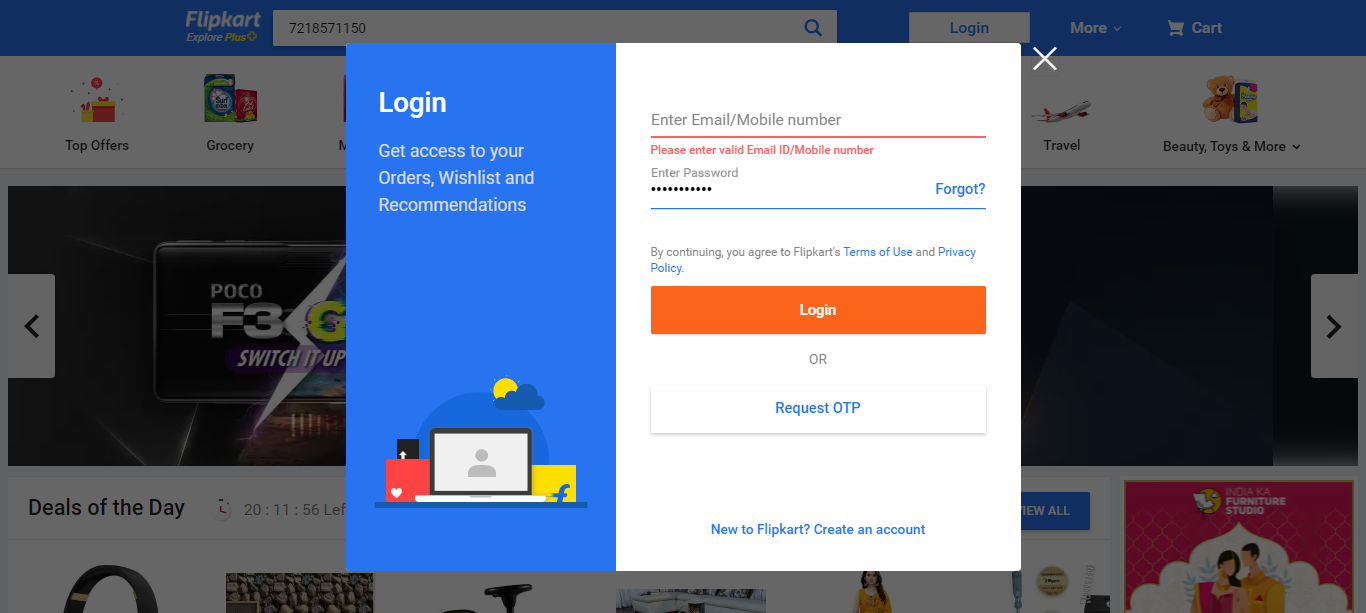 Flipkart
Explore Plus
7218571150
Login
More
Cart
Top Offers
Grocery
M
Travel
Beauty, Toys & More
Login
Get access to your
Orders, Wishlist and
Recommendations
Enter Email/Mobile number
Please enter valid Email ID/Mobile number
Enter Password
•••••••••••
Forgot?
By continuing, you agree to Flipkart's Terms of Use and Privacy
Policy.
Login
OR
Request OTP
New to Flipkart? Create an account
POCO
F3 G
SWITCH IT UP
Deals of the Day
20 : 11 : 56 Lef
VIEW ALL
INDIA KA
FURNITURE
STUDIO